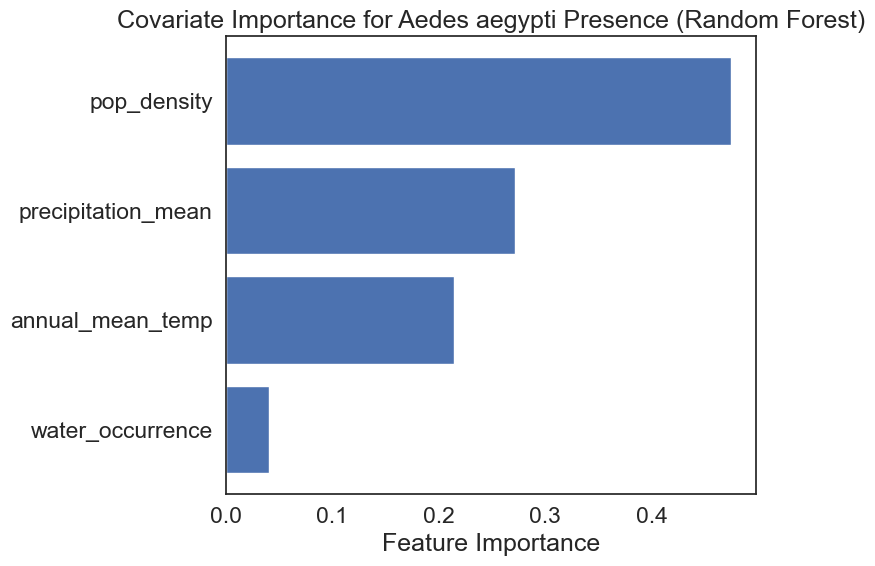 Covariate Importance for Aedes aegypti Presence (Random Forest)
pop_density
precipitation_mean
annual_mean_temp
water_occurrence
0.0 0.1 0.2 0.3 0.4
Feature Importance